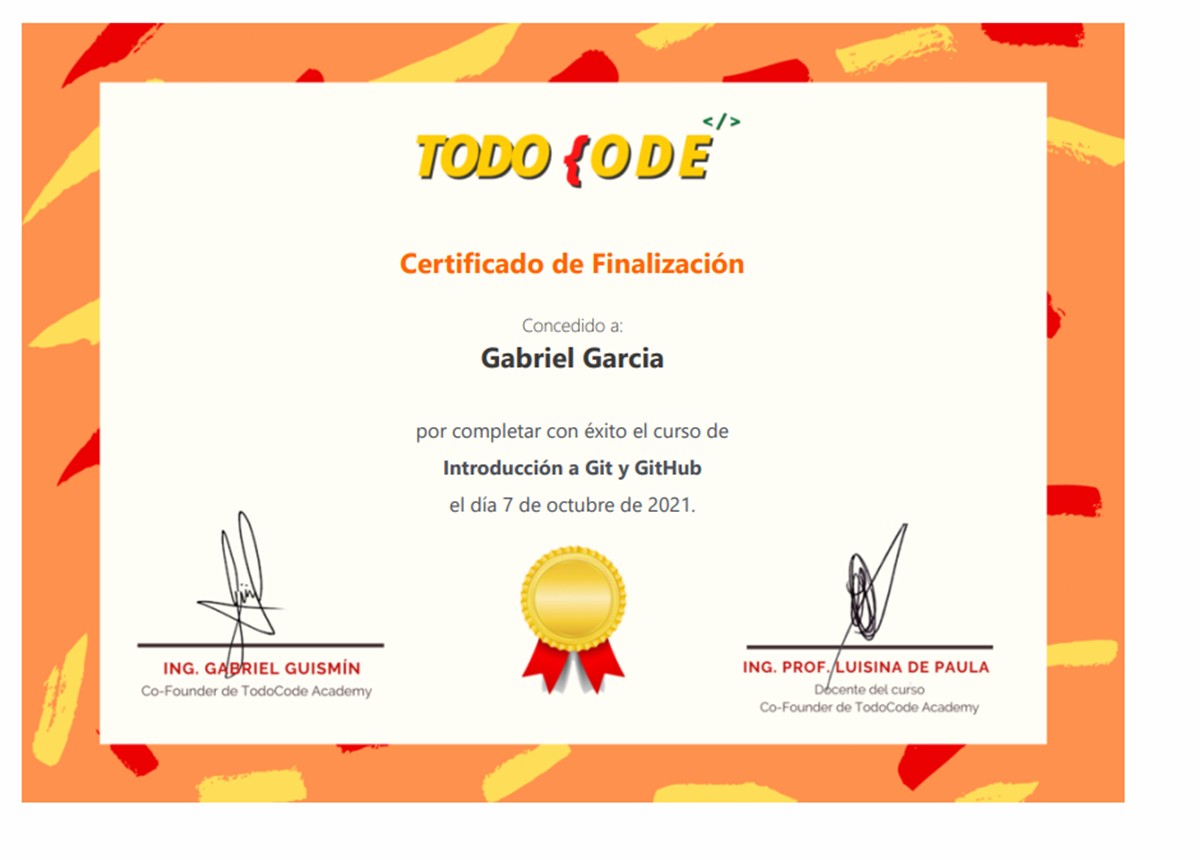 </>
TODO {ODE
Certificado de Finalización
Concedido a:
Gabriel Garcia
por completar con éxito el curso de
Introducción a Git y GitHub
el día 7 de octubre de 2021.
ING. GABRIEL GUISMÍN
Co-Founder de TodoCode Academy
ING. PROF. LUISINA DE PAULA
Docente del curso
Co-Founder de TodoCode Academy